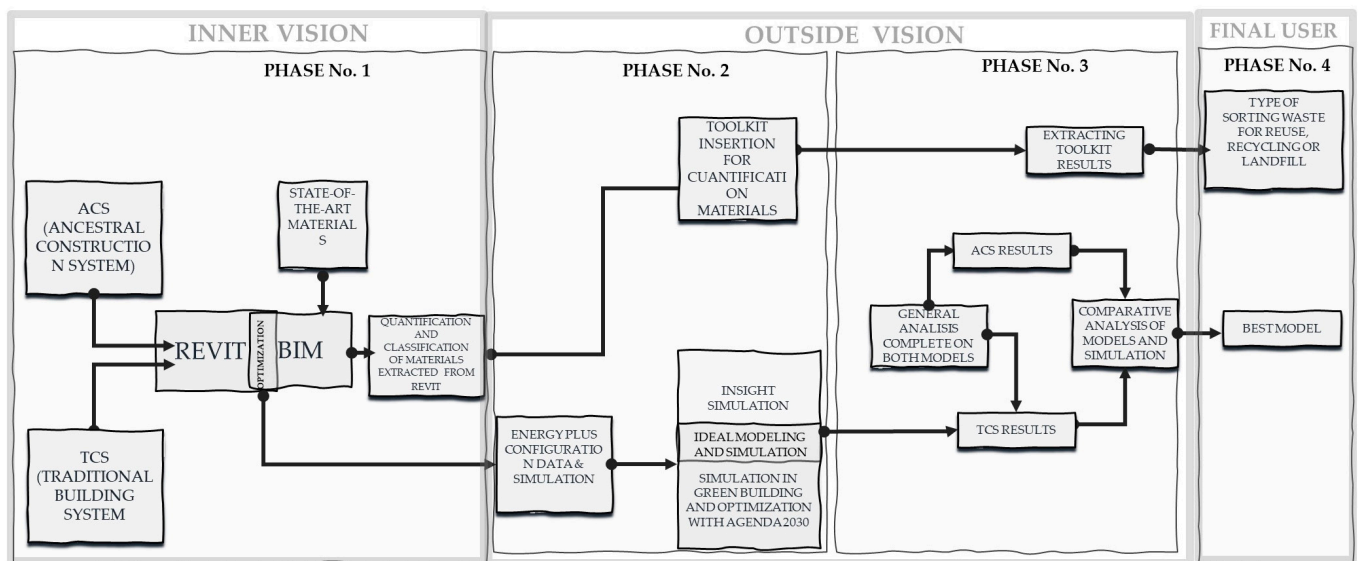 INNER VISION
OUTSIDE VISION
FINAL USER
PHASE No. 1
PHASE No. 2
PHASE No. 3
PHASE No. 4
ACS
(ANCESTRAL
CONSTRUCTIO
N SYSTEM)
STATE-OF-
THE-ART
MATERIAL
S
REVIT
OPTIMIZATION
BIM
QUANTIFICATION
AND
CLASSIFICATION
OF MATERIALS
EXTRACTED FROM
REVIT
TCS
(TRADITIONAL
BUILDING
SYSTEM
TOOLKIT
INSERTION
FOR
CUANTIFICATI
ON
MATERIALS
INSIGHT
SIMULATION
ENERGY PLUS
CONFIGURATIO
N DATA &
SIMULATION
IDEAL MODELING
AND SIMULATION
SIMULATION IN
GREEN BUILDING
AND OPTIMIZATION
WITH AGENDA 2030
EXTRACTING
TOOLKIT
RESULTS
ACS RESULTS
GENERAL
ANALISIS
COMPLETE ON
BOTH MODELS
COMPARATIVE
ANALYSIS OF
MODELS AND
SIMULATION
TCS RESULTS
TYPE OF
SORTING WASTE
FOR REUSE,
RECYCLING OR
LANDFILL
BEST MODEL